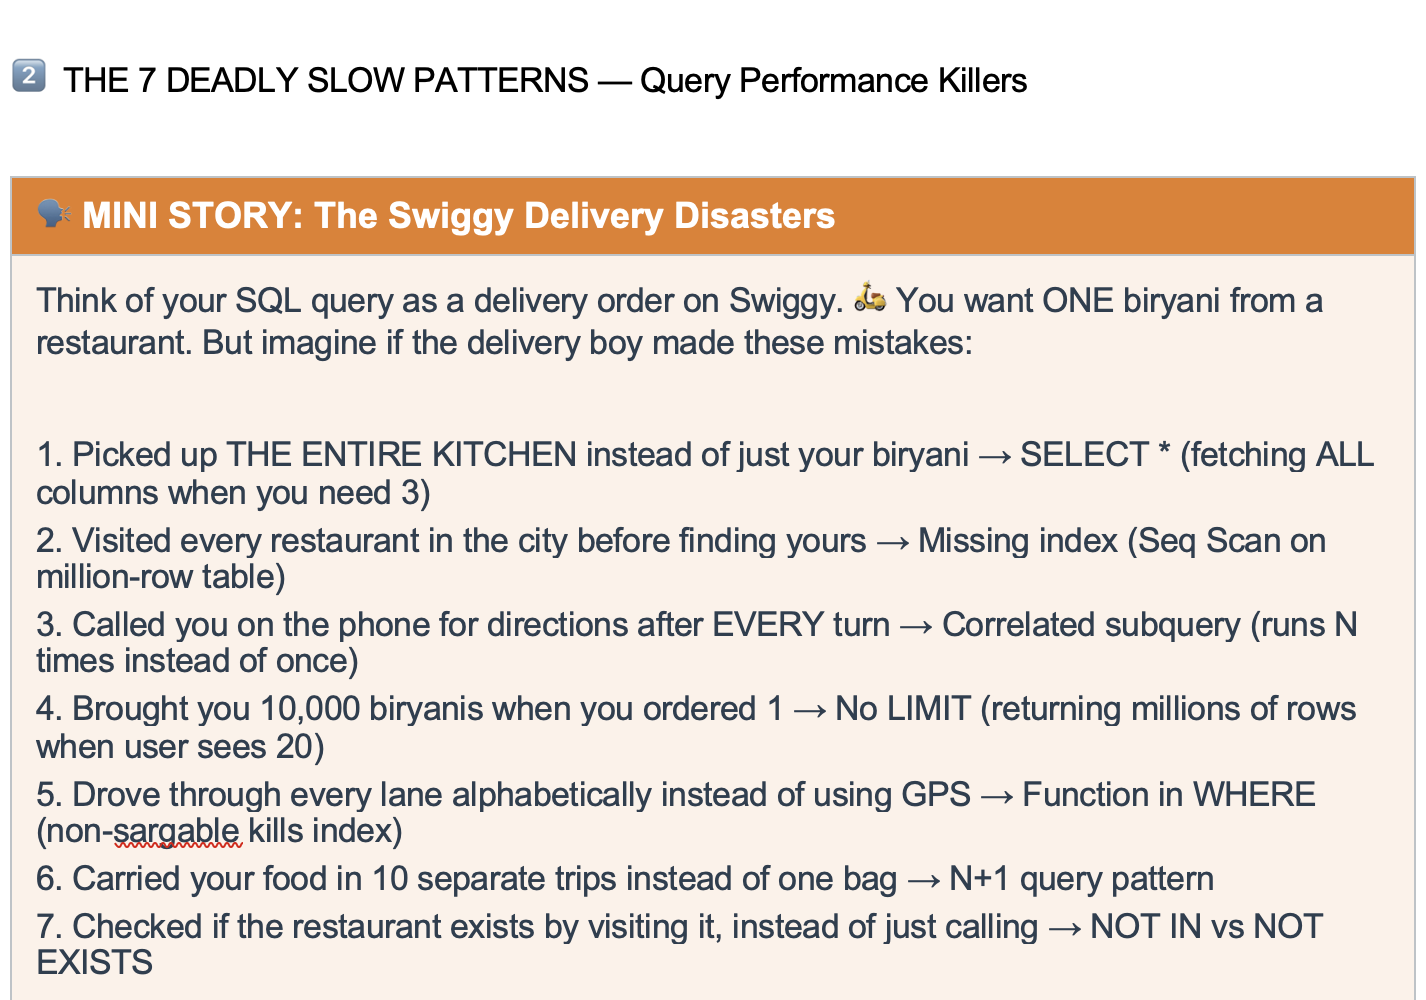 2️⃣ THE 7 DEADLY SLOW PATTERNS — Query Performance Killers
🗣️ MINI STORY: The Swiggy Delivery Disasters
Think of your SQL query as a delivery order on Swiggy. 🛵 You want ONE biryani from a
restaurant. But imagine if the delivery boy made these mistakes:
1. Picked up THE ENTIRE KITCHEN instead of just your biryani → SELECT * (fetching ALL
columns when you need 3)
2. Visited every restaurant in the city before finding yours → Missing index (Seq Scan on
million-row table)
3. Called you on the phone for directions after EVERY turn → Correlated subquery (runs N
times instead of once)
4. Brought you 10,000 biryanis when you ordered 1 → No LIMIT (returning millions of rows
when user sees 20)
5. Drove through every lane alphabetically instead of using GPS → Function in WHERE
(non-sargable kills index)
6. Carried your food in 10 separate trips instead of one bag → N+1 query pattern
7. Checked if the restaurant exists by visiting it, instead of just calling → NOT IN vs NOT
EXISTS